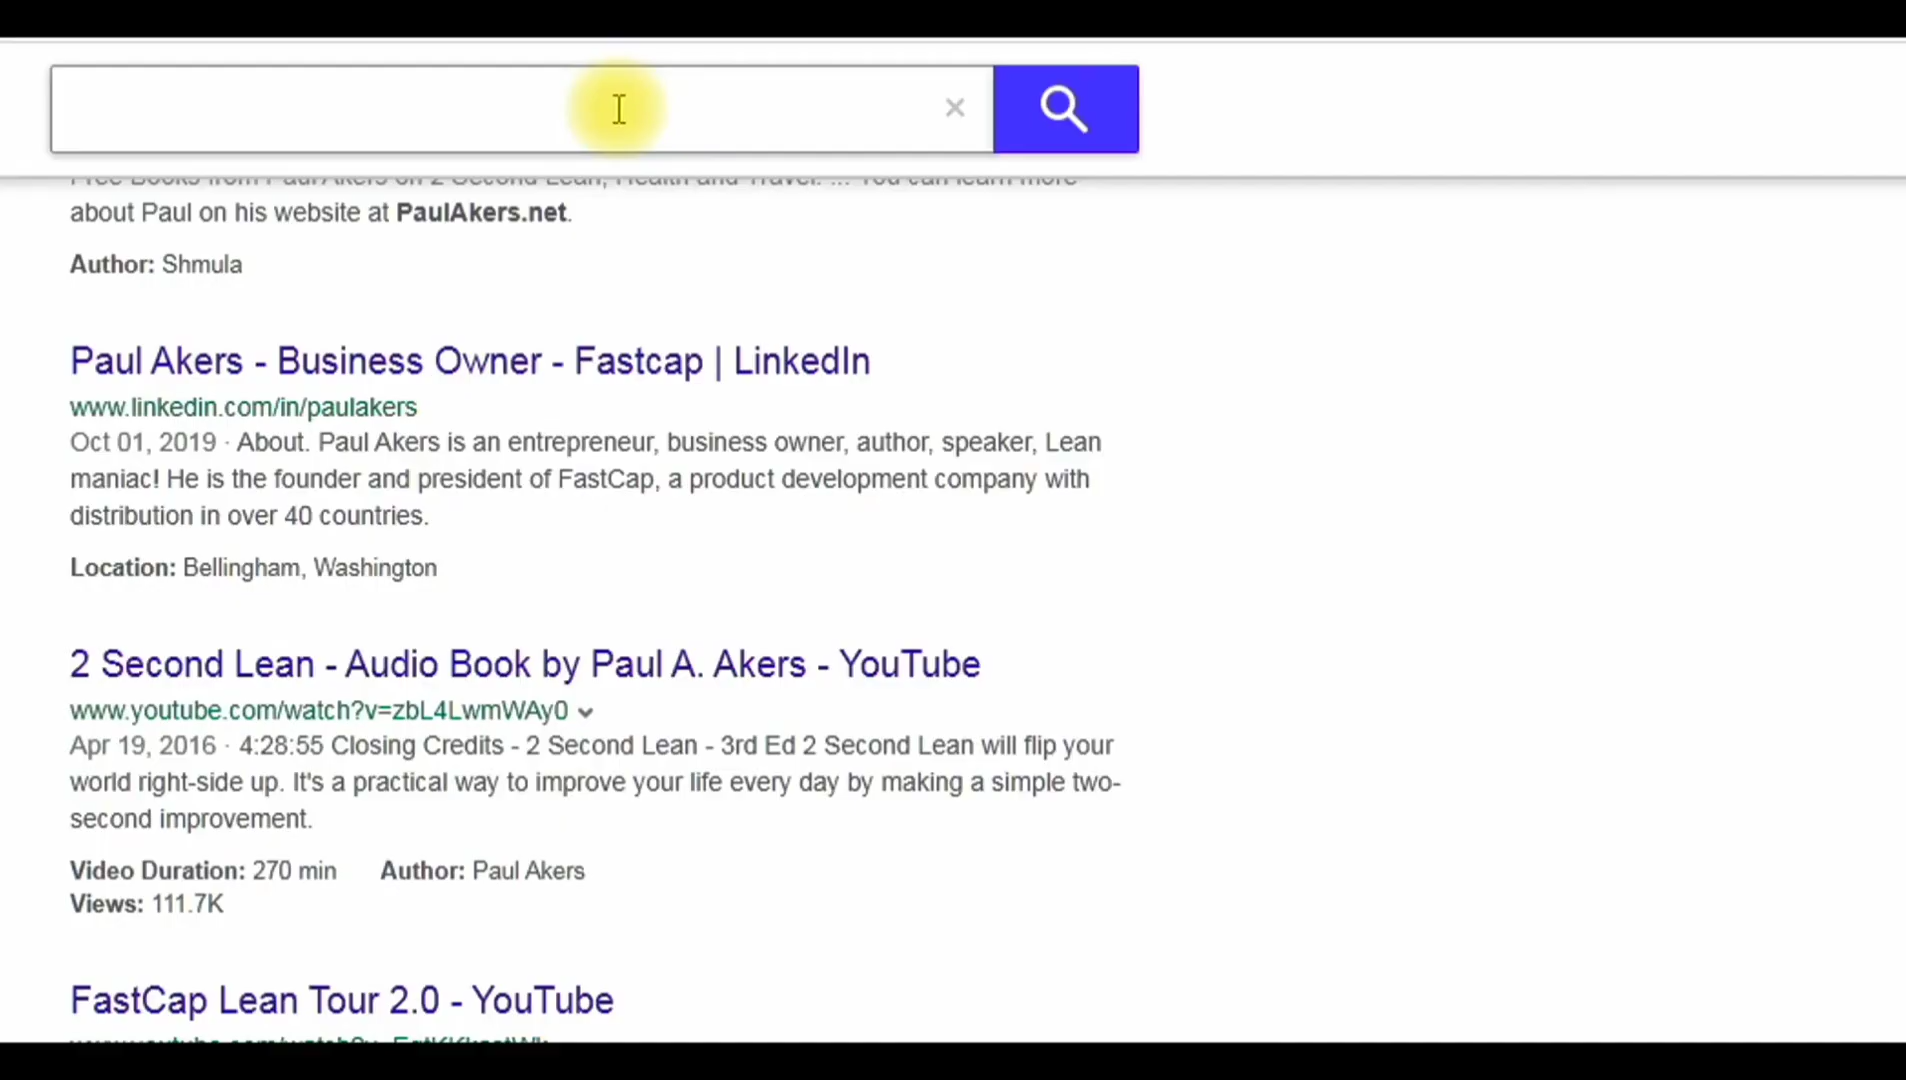 Free Books from Paul Akers on 2 Second Lean, Health and Travel. ... You can learn more
about Paul on his website at PaulAkers.net.
Author: Shmula
Paul Akers - Business Owner - Fastcap | LinkedIn
www.linkedin.com/in/paulakers
Oct 01, 2019 · About. Paul Akers is an entrepreneur, business owner, author, speaker, Lean
maniac! He is the founder and president of FastCap, a product development company with
distribution in over 40 countries.
Location: Bellingham, Washington
2 Second Lean - Audio Book by Paul A. Akers - YouTube
www.youtube.com/watch?v=zbL4LwmWAy0
Apr 19, 2016 · 4:28:55 Closing Credits - 2 Second Lean - 3rd Ed 2 Second Lean will flip your
world right-side up. It's a practical way to improve your life every day by making a simple two-
second improvement.
Video Duration: 270 min Author: Paul Akers
Views: 111.7K
FastCap Lean Tour 2.0 - YouTube